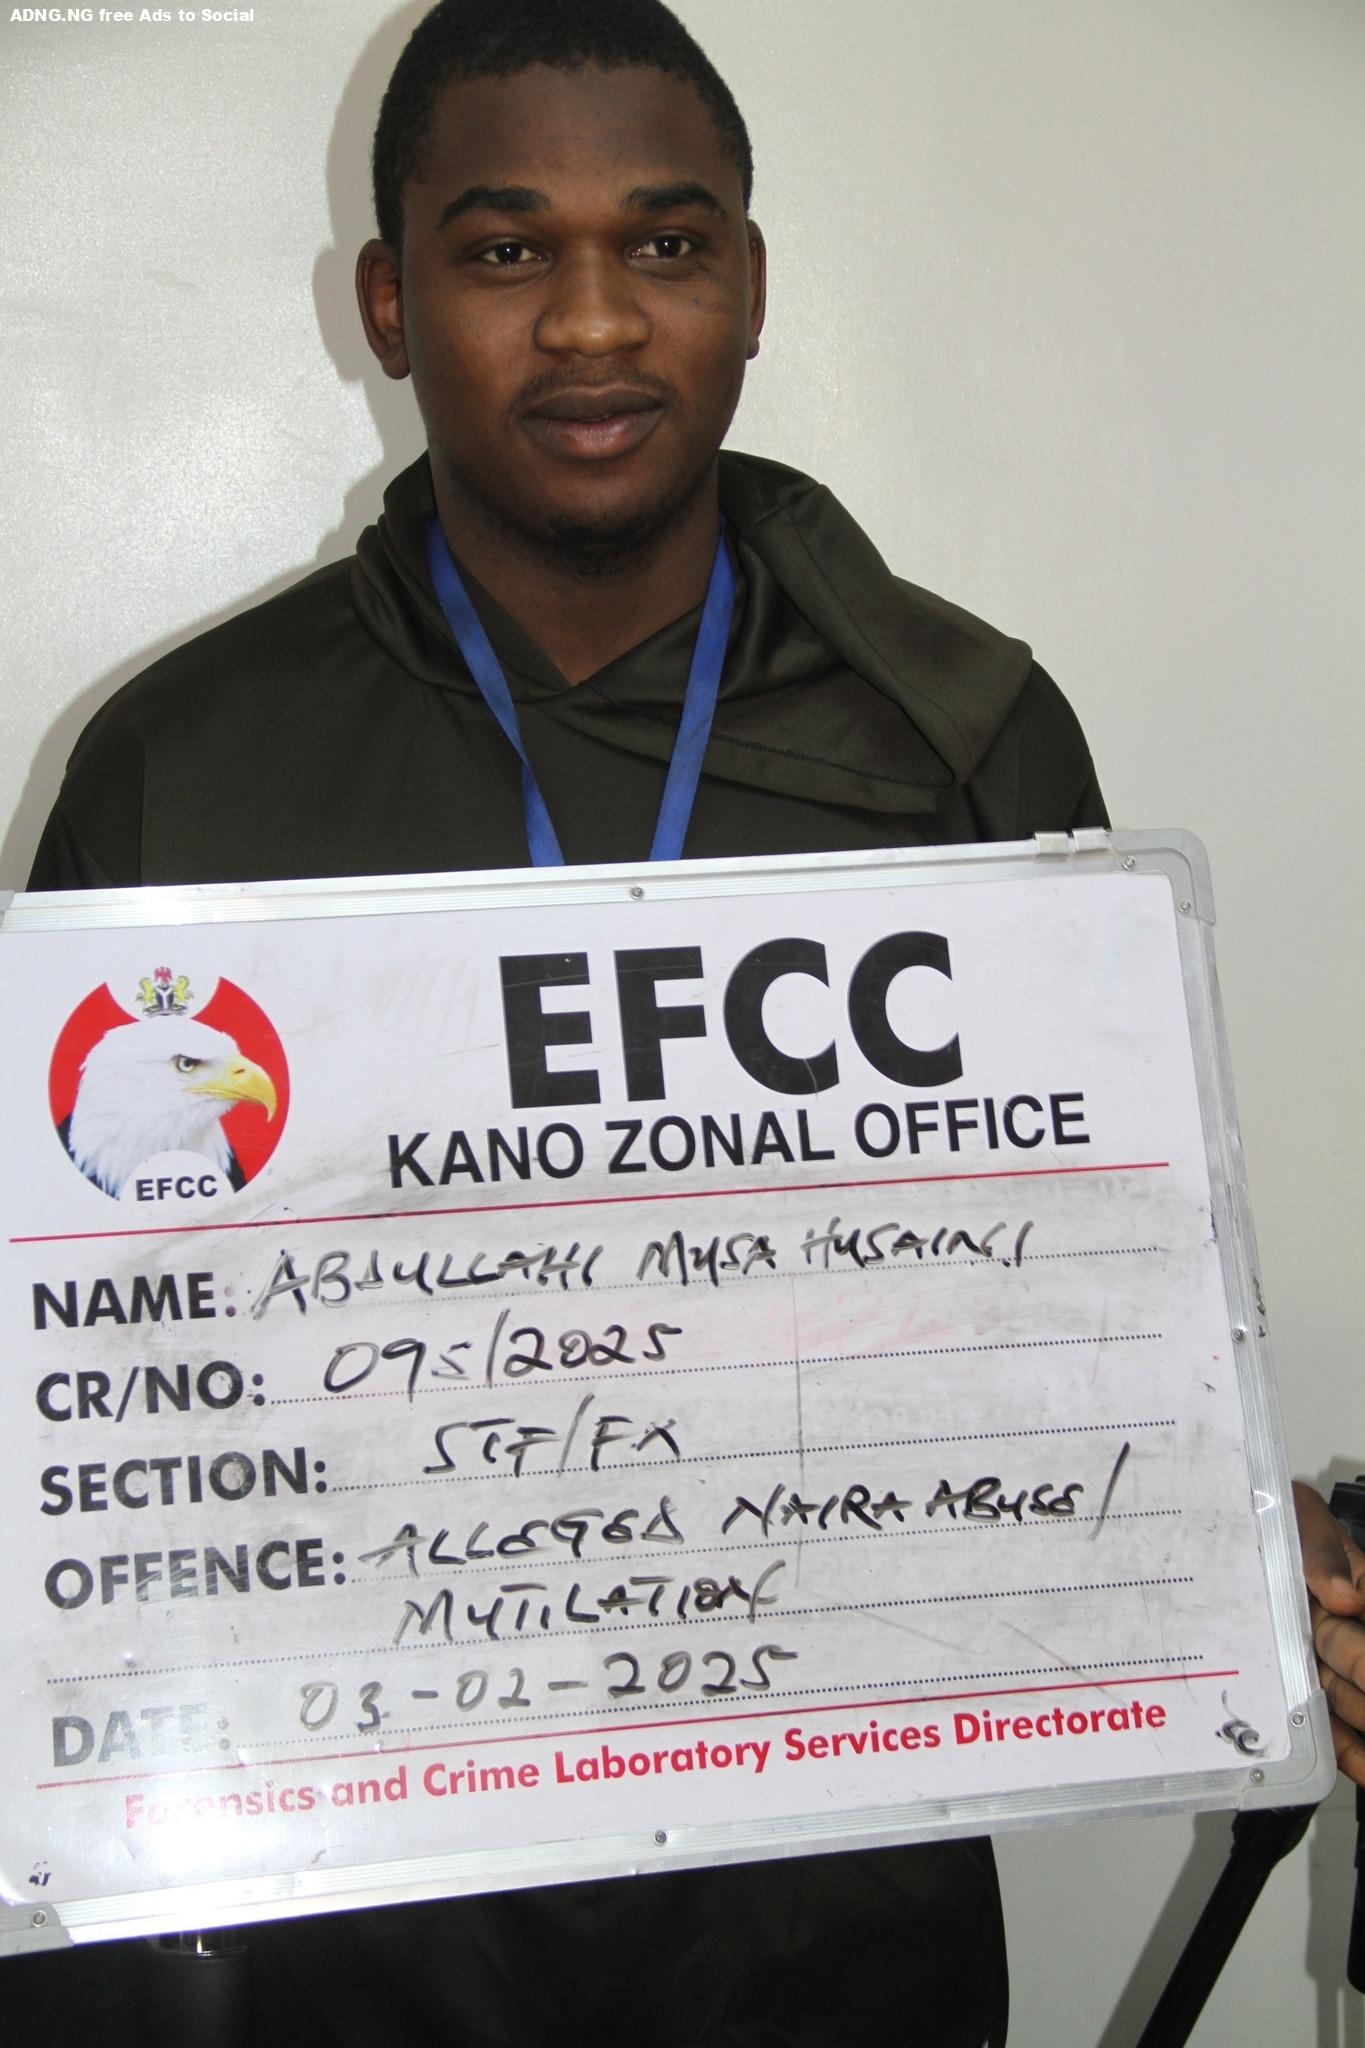 ADNG.NG free Ads to Social
EFCC
KANO ZONAL OFFICE
EFCC
NAME: ABDULLAHI MUSA HUSAINI
CR/NO: 095/2025
SECTION: STF/FX
OFFENCE: ALLEGED NAIRA ABUSE/
MUTILATION
DATE: 03-02-2025
Forensics and Crime Laboratory Services Directorate